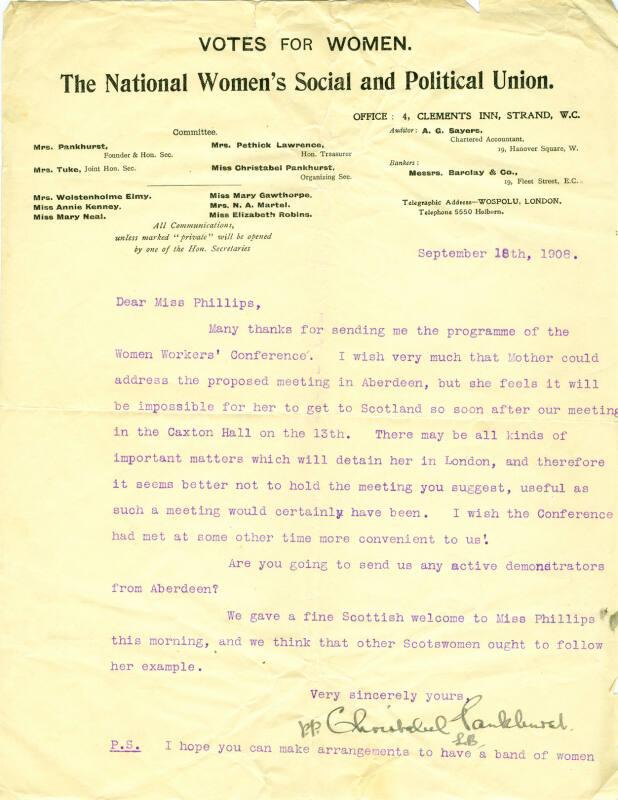 VOTES FOR WOMEN.
The National Women's Social and Political Union.
OFFICE : 4, CLEMENTS INN, STRAND, W.C.
Committee.
Mrs. Pankhurst,
Founder & Hon. Sec.
Mrs. Tuke, Joint Hon. Sec.
Mrs. Pethick Lawrence,
Hon. Treasurer
Miss Christabel Pankhurst,
Organizing Sec.
Mrs. Wolstenholme Elmy.
Miss Annie Kenney.
Miss Mary Neal.
Miss Mary Gawthorpe.
Mrs. N. A. Martel.
Miss Elizabeth Robins.
Auditor: A. G. Sayers,
Chartered Accountant,
19, Hanover Square, W.
Bankers:
Messrs. Barclay & Co.,
19, Fleet Street, E.C.
Telegraphic Address—WOSPOLU, LONDON.
Telephone 5550 Holborn.
All Communications,
unless marked "private" will be opened
by one of the Hon. Secretaries
September 18th, 1908.
Dear Miss Phillips,
Many thanks for sending me the programme of the
Women Workers' Conference. I wish very much that Mother could
address the proposed meeting in Aberdeen, but she feels it will
be impossible for her to get to Scotland so soon after our meeting
in the Caxton Hall on the 13th. There may be all kinds of
important matters which will detain her in London, and therefore
it seems better not to hold the meeting you suggest, useful as
such a meeting would certainly have been. I wish the Conference
had met at some other time more convenient to us!
Are you going to send us any active demonstrators
from Aberdeen?
We gave a fine Scottish welcome to Miss Phillips
this morning, and we think that other Scotswomen ought to follow
her example.
Very sincerely yours,
pp. Christabel Pankhurst.
P.S. I hope you can make arrangements to have a band of women